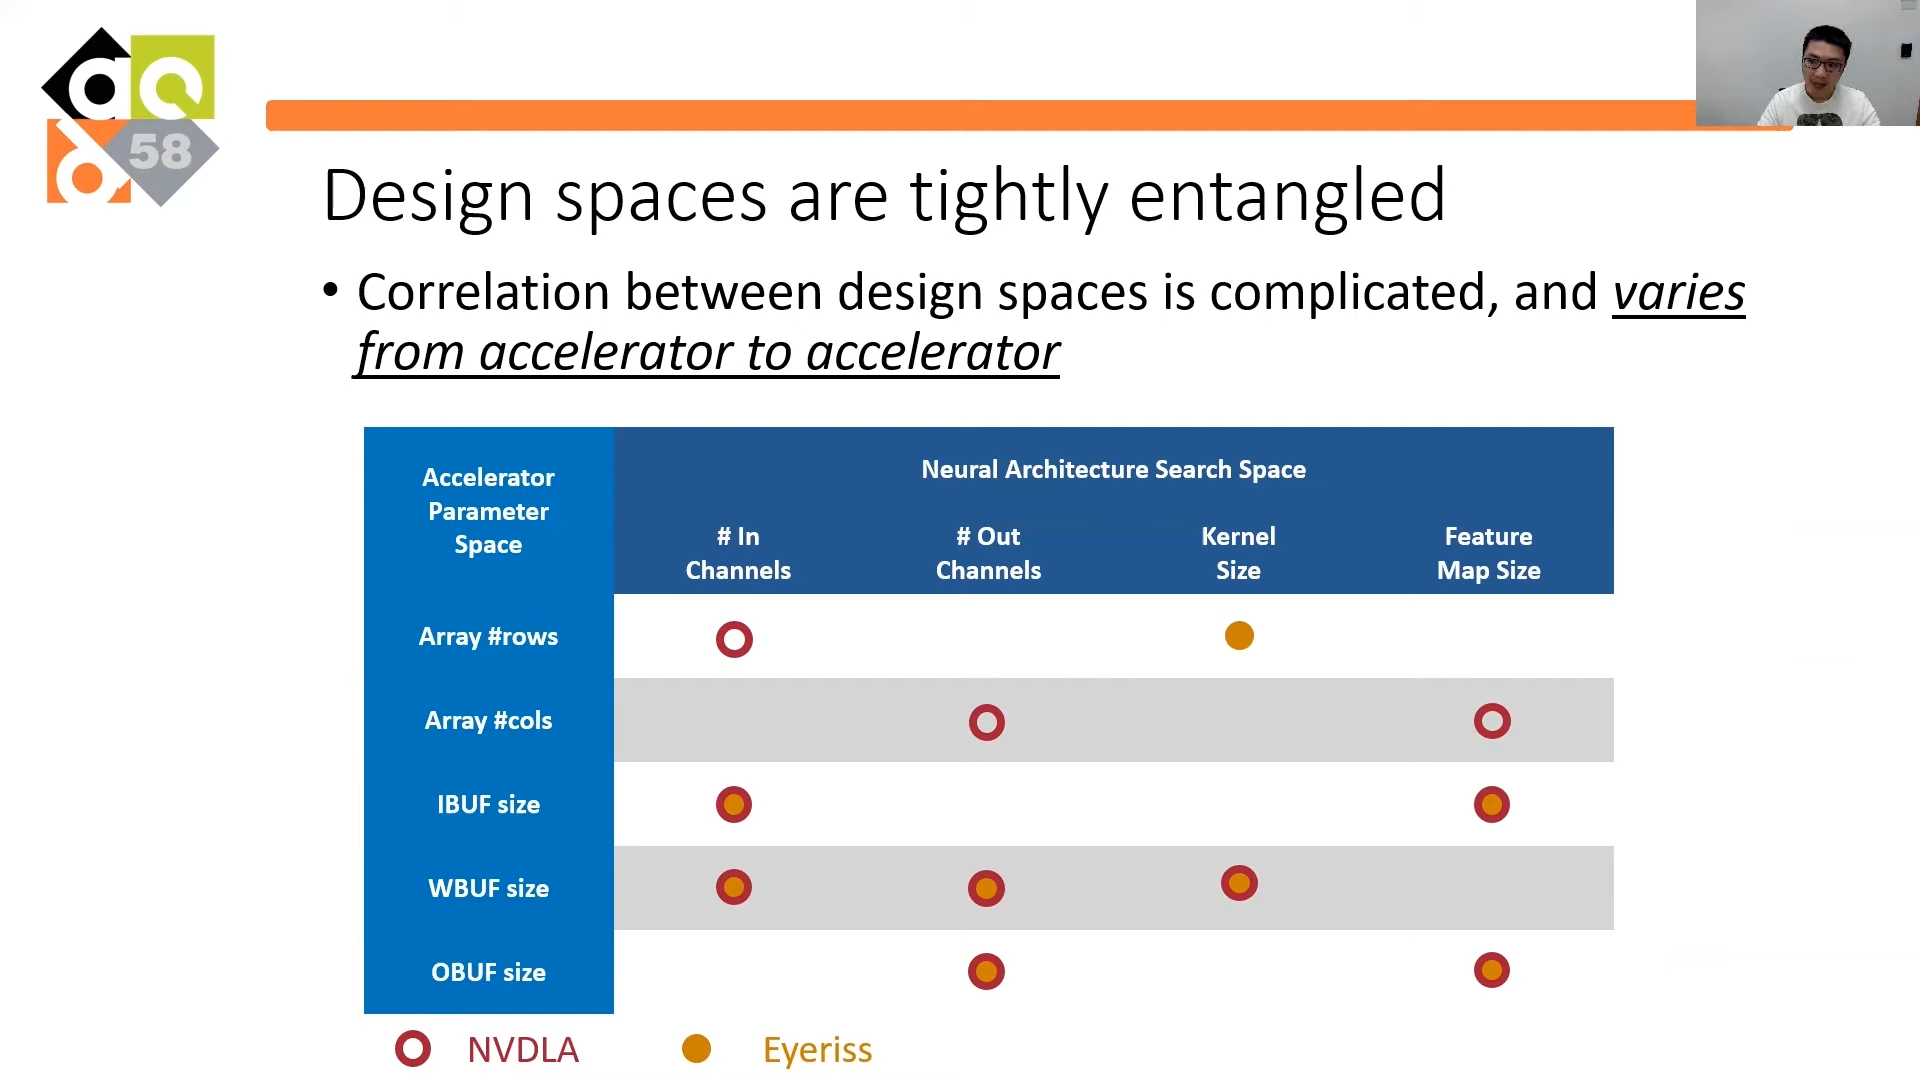 58
Design spaces are tightly entangled
• Correlation between design spaces is complicated, and varies
from accelerator to accelerator
Accelerator
Parameter
Space
Neural Architecture Search Space
# In
Channels
# Out
Channels
Kernel
Size
Feature
Map Size
Array #rows
Array #cols
IBUF size
WBUF size
OBUF size
NVDLA
Eyeriss